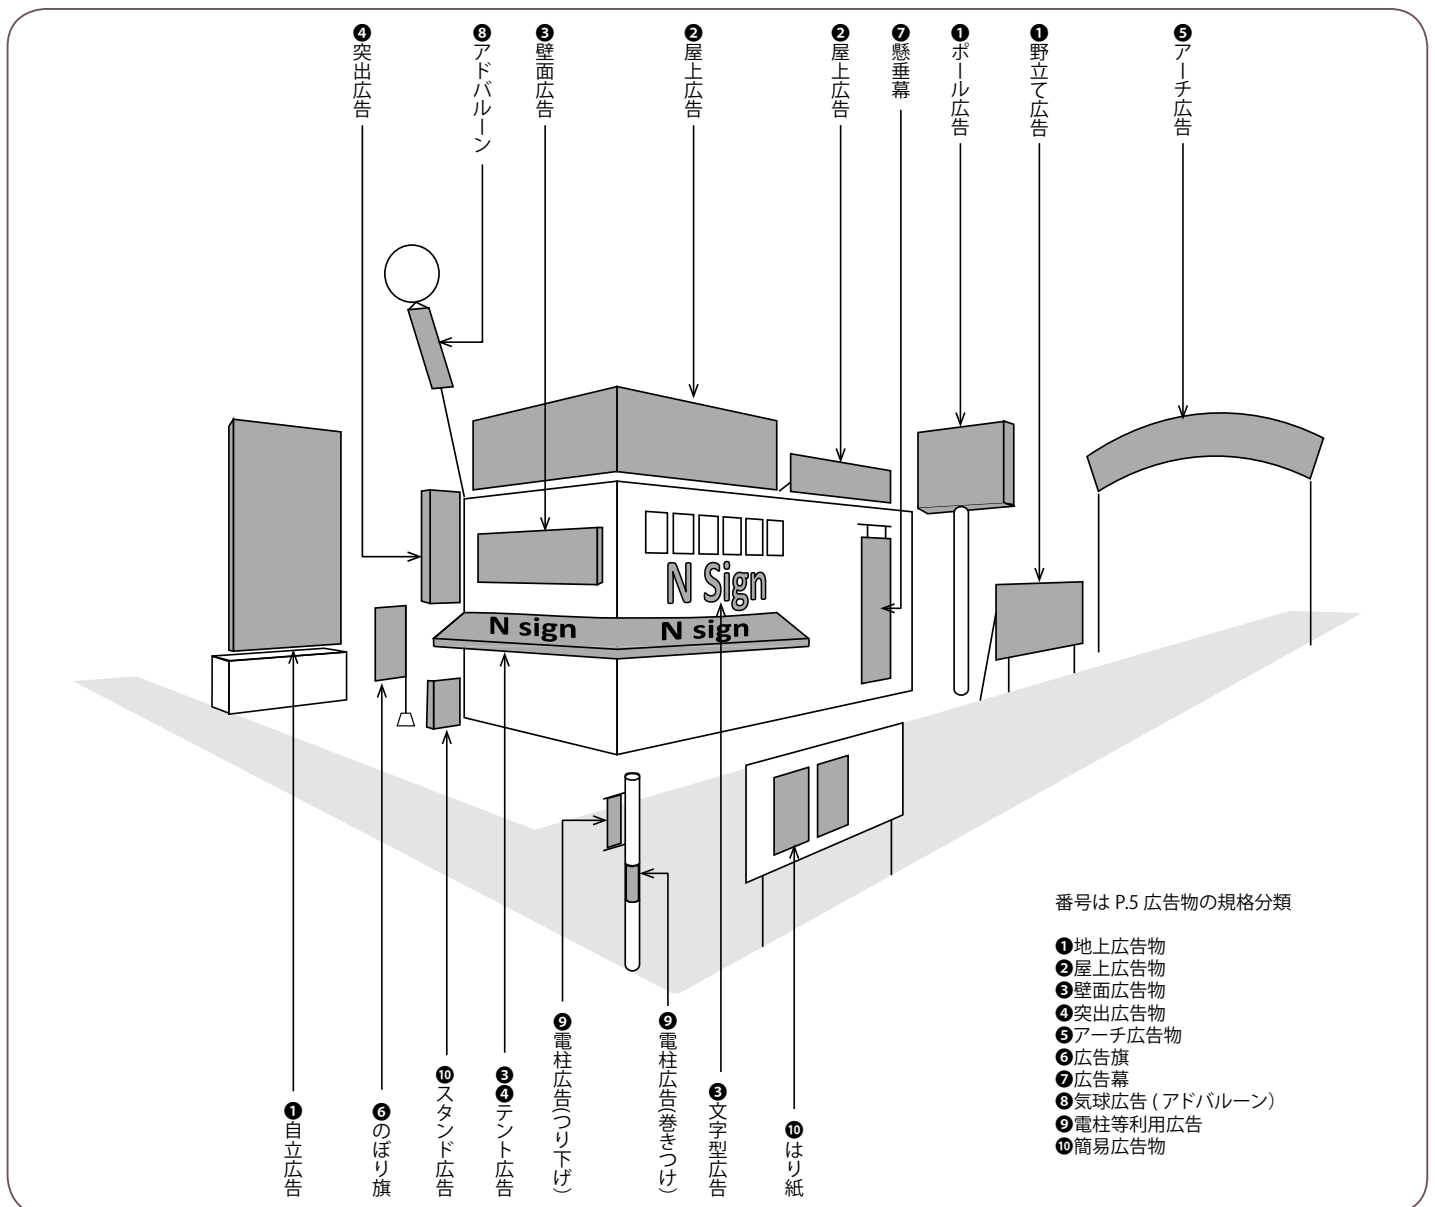 ❹突出広告
❽アドバルーン
❸壁面広告
❷屋上広告
❷屋上広告
❼懸垂幕
❶ポール広告
❶野立て広告
❺アーチ広告
N Sign
N sign
N sign
番号は P.5 広告物の規格分類
❶地上広告物
❷屋上広告物
❸壁面広告物
❹突出広告物
❺アーチ広告物
❻広告旗
❼広告幕
❽気球広告 ( アドバルーン）
❾電柱等利用広告
❿簡易広告物
❶自立広告
❻のぼり旗
❿スタンド広告
❸❹テント広告
❾電柱広告(つり下げ）
❾電柱広告(巻きつけ）
❸文字型広告
❿はり紙